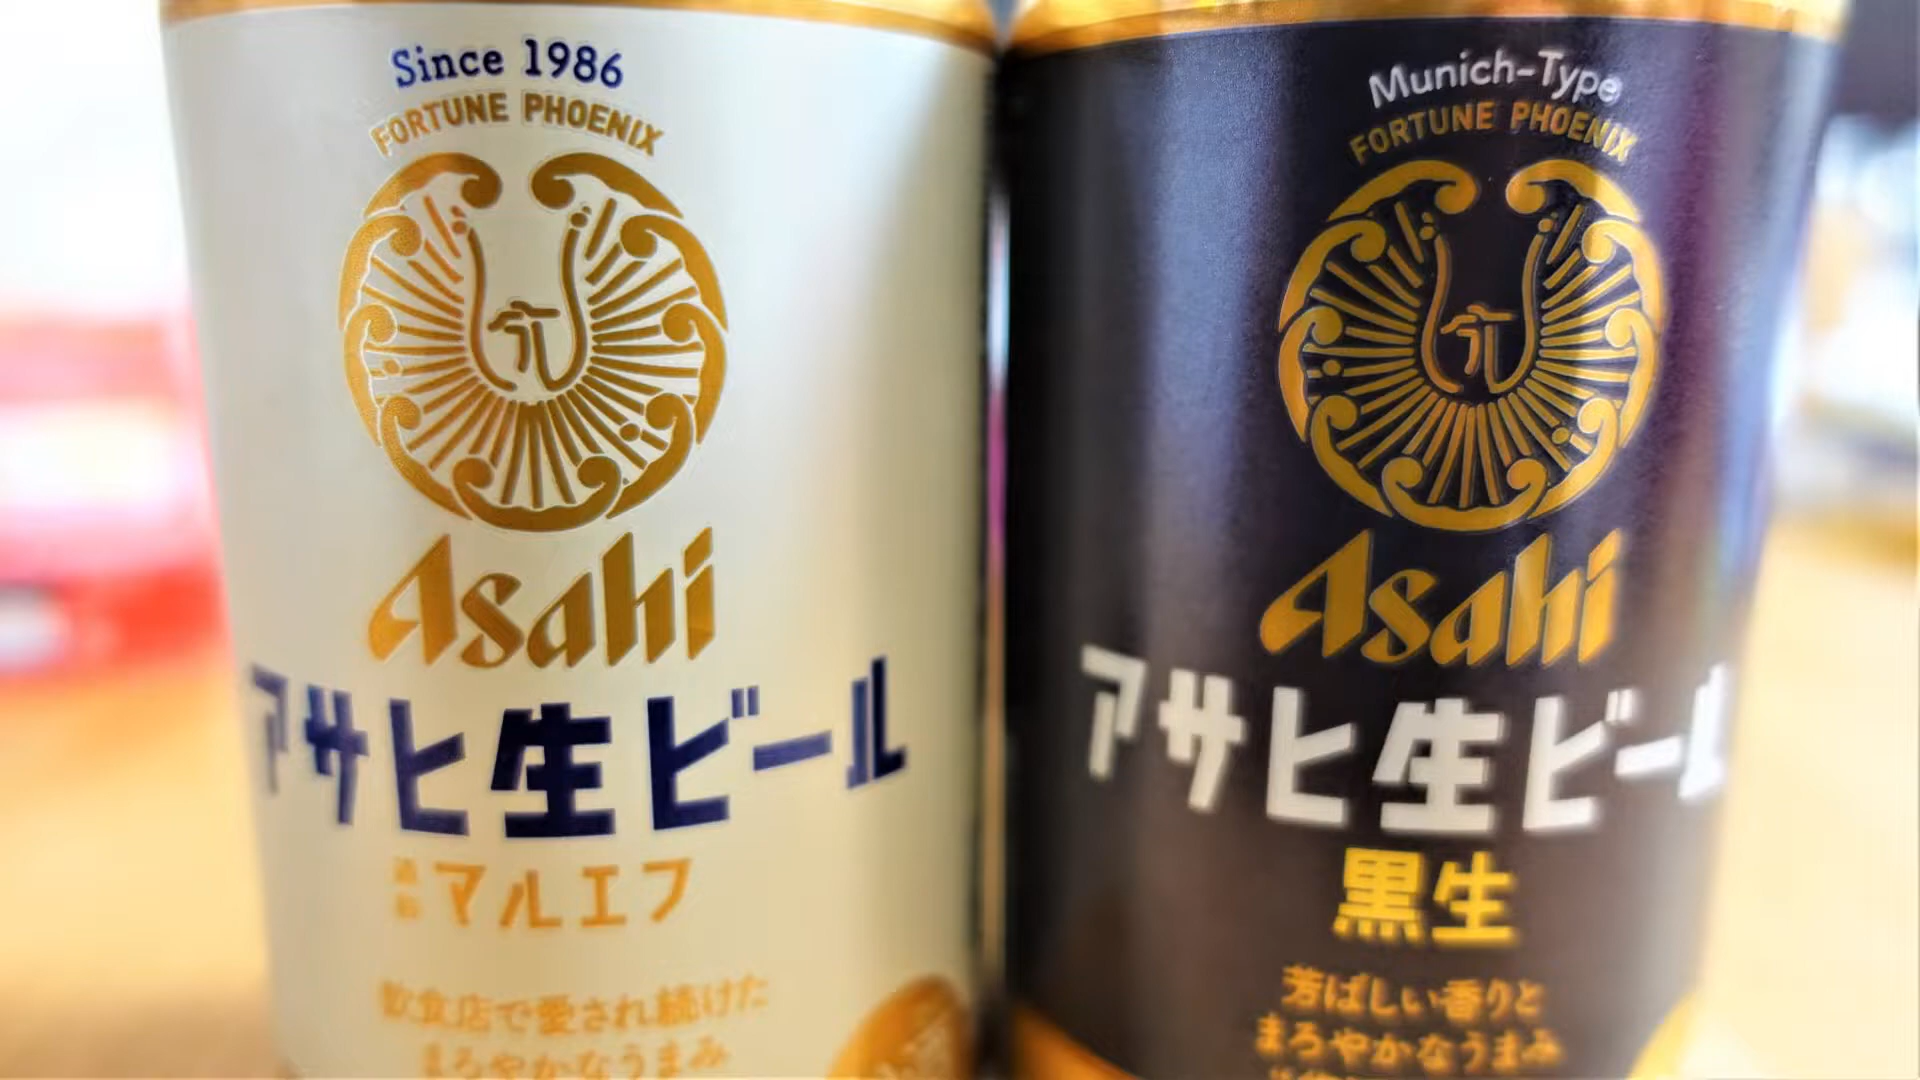 Since 1986
FORTUNE PHOENIX
Asahi
アサヒ生ビール
通称 マルエフ
飲食店で愛され続けた
まろやかなうまみ
Munich-Type
FORTUNE PHOENIX
Asahi
アサヒ生ビール
黒生
芳ばしい香りと
まろやかなうまみ